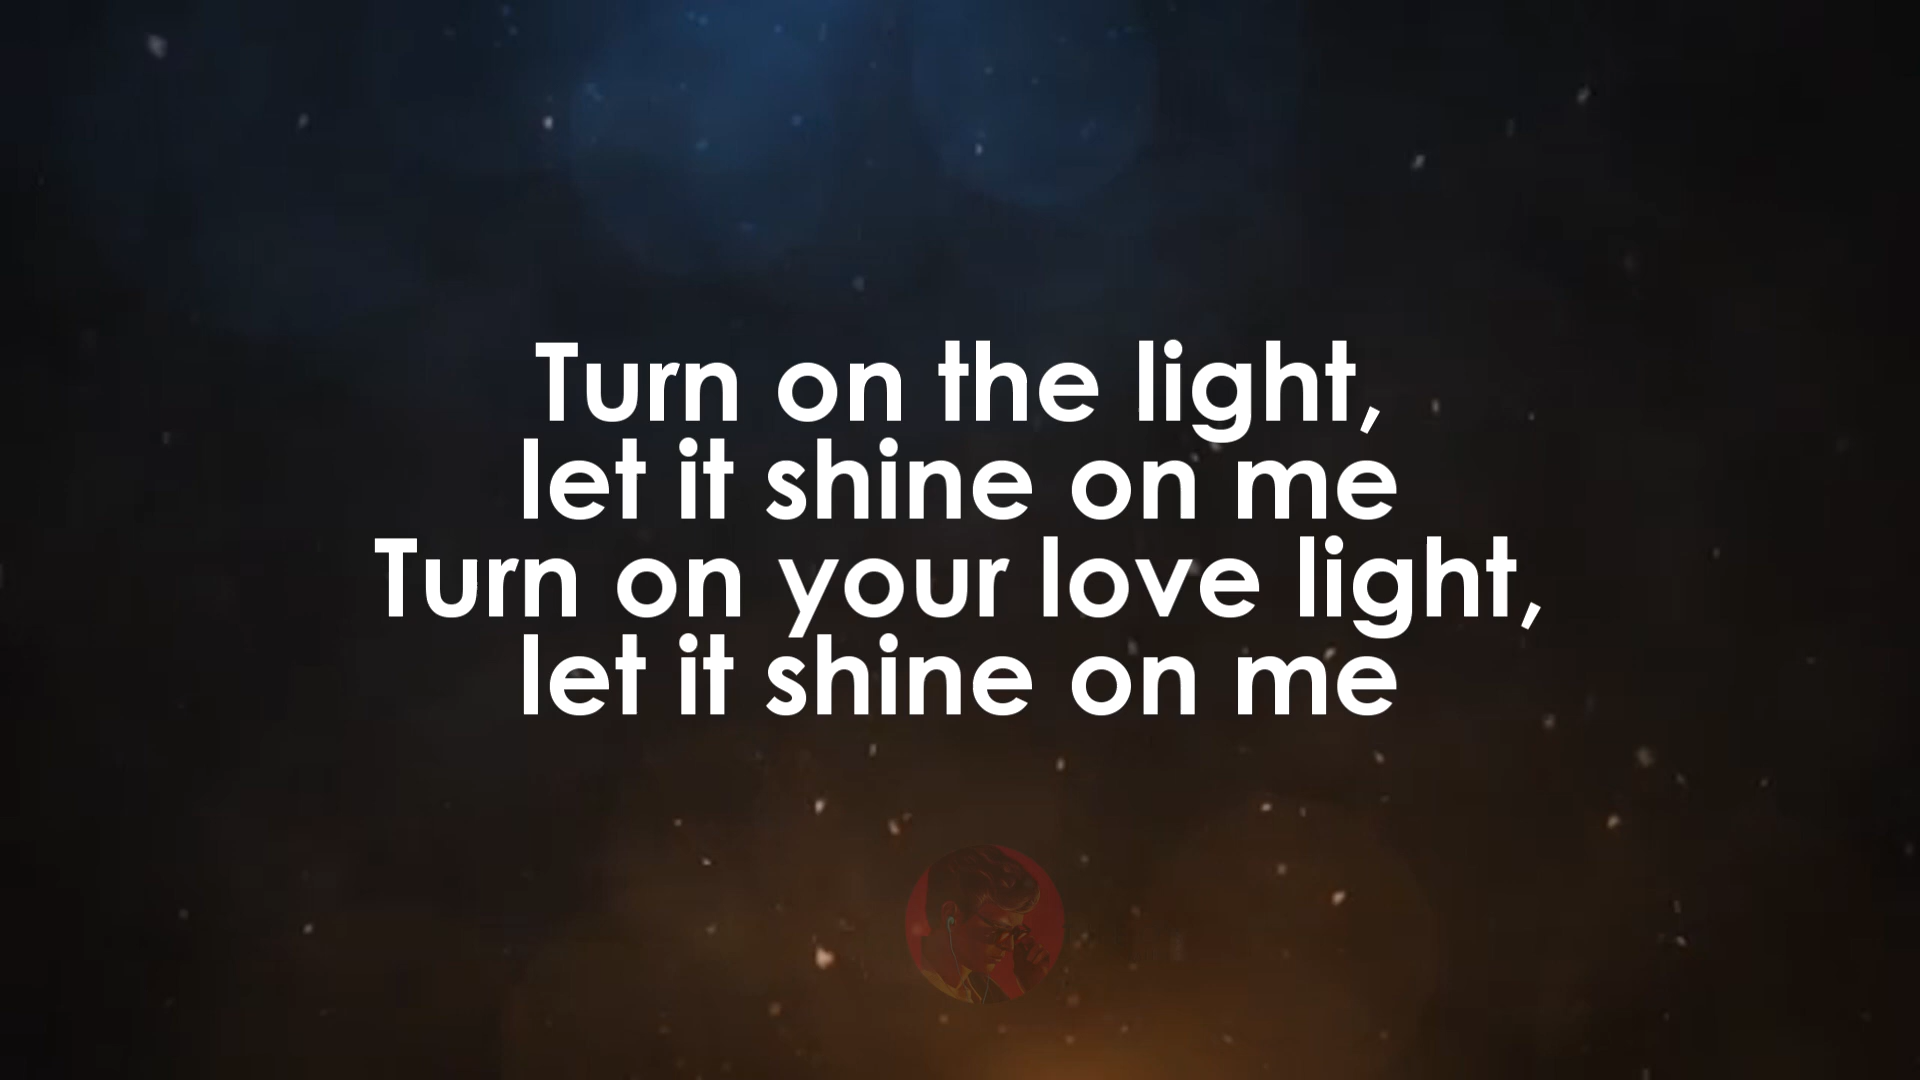 Turn on the light,
let it shine on me
Turn on your love light,
let it shine on me